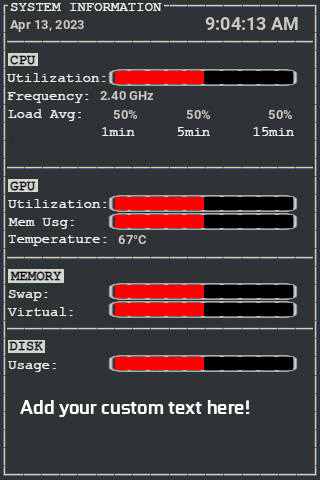 SYSTEM INFORMATION
Apr 13, 2023 9:04:13 AM
CPU
Utilization:
Frequency: 2.40 GHz
Load Avg: 50% 50% 50%
1min 5min 15min
GPU
Utilization:
Mem Usg:
Temperature: 67°C
MEMORY
Swap:
Virtual:
DISK
Usage:
Add your custom text here!